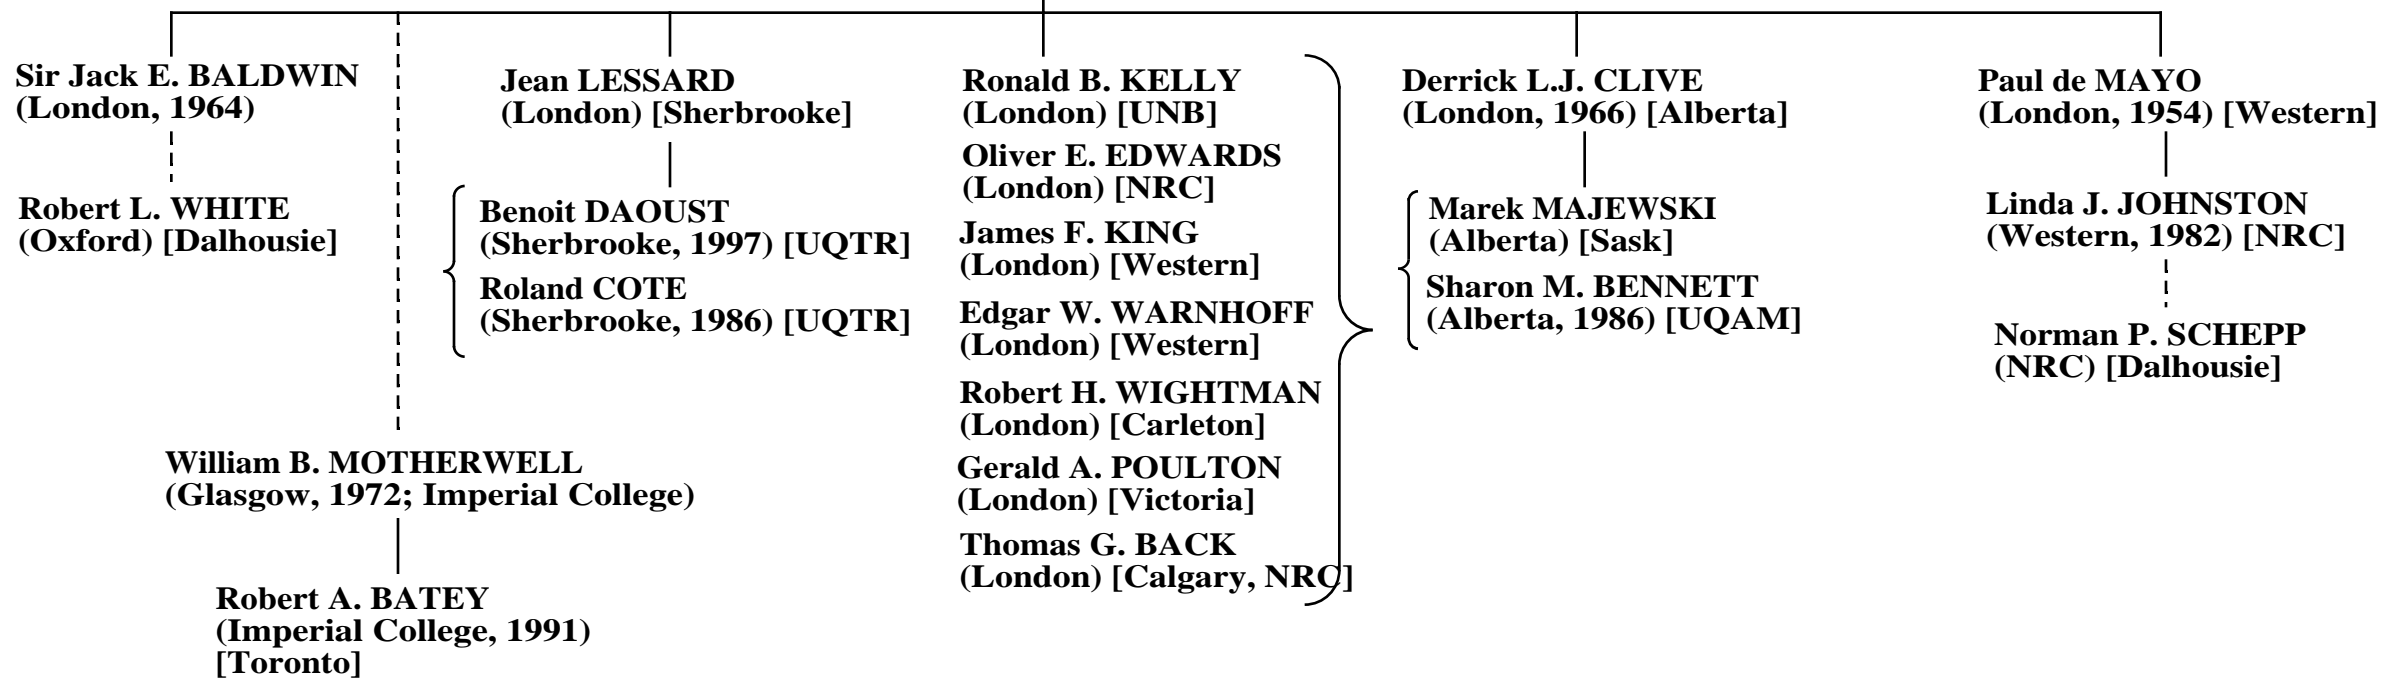 Sir Jack E. BALDWIN
(London, 1964)
Robert L. WHITE
(Oxford) [Dalhousie]
William B. MOTHERWELL
(Glasgow, 1972; Imperial College)
Robert A. BATEY
(Imperial College, 1991)
[Toronto]
Jean LESSARD
(London) [Sherbrooke]
Benoit DAOUST
(Sherbrooke, 1997) [UQTR]
Roland COTE
(Sherbrooke, 1986) [UQTR]
Ronald B. KELLY
(London) [UNB]
Oliver E. EDWARDS
(London) [NRC]
James F. KING
(London) [Western]
Edgar W. WARNHOFF
(London) [Western]
Robert H. WIGHTMAN
(London) [Carleton]
Gerald A. POULTON
(London) [Victoria]
Thomas G. BACK
(London) [Calgary, NRC]
Derrick L.J. CLIVE
(London, 1966) [Alberta]
Marek MAJEWSKI
(Alberta) [Sask]
Sharon M. BENNETT
(Alberta, 1986) [UQAM]
Paul de MAYO
(London, 1954) [Western]
Linda J. JOHNSTON
(Western, 1982) [NRC]
Norman P. SCHEPP
(NRC) [Dalhousie]